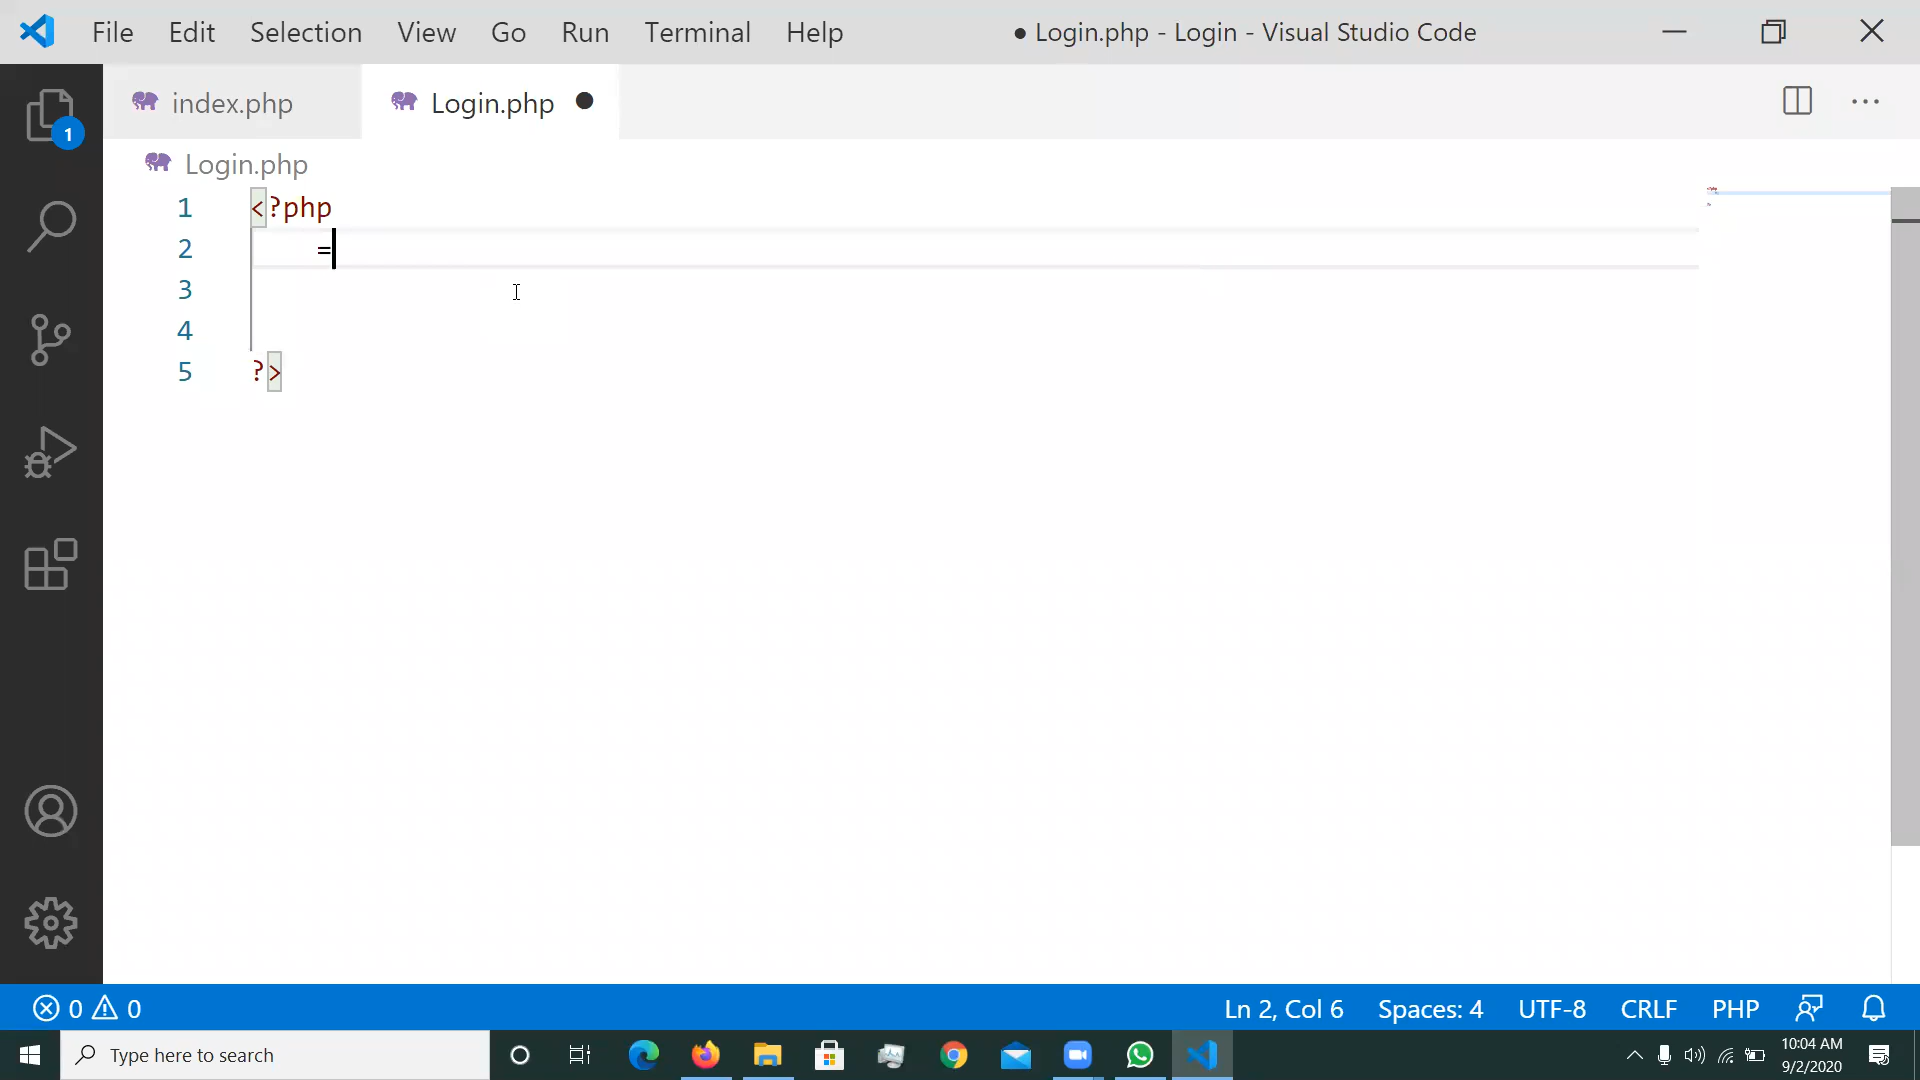 File Edit Selection View Go Run Terminal Help ● Login.php - Login - Visual Studio Code
index.php Login.php ●
1
Login.php
1 <?php
2 =
3
4
5 ?>
0 0 Ln 2, Col 6 Spaces: 4 UTF-8 CRLF PHP
Type here to search 10:04 AM
9/2/2020